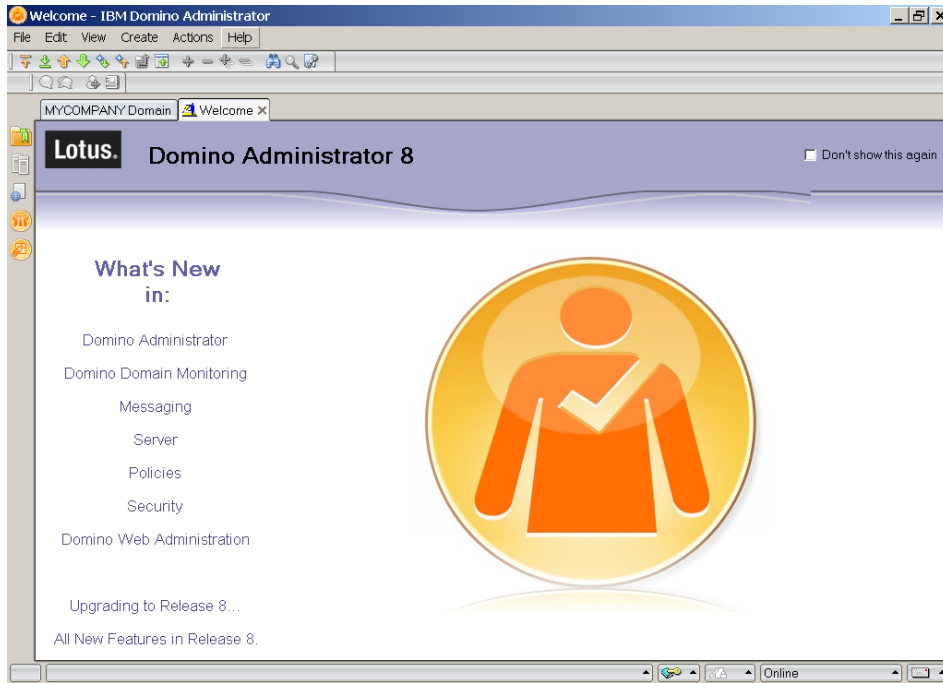 Welcome - IBM Domino Administrator
File Edit View Create Actions Help
MYCOMPANY Domain Welcome
Lotus. Domino Administrator 8
Don't show this again
What's New
in:
Domino Administrator
Domino Domain Monitoring
Messaging
Server
Policies
Security
Domino Web Administration
Upgrading to Release 8...
All New Features in Release 8.
Online